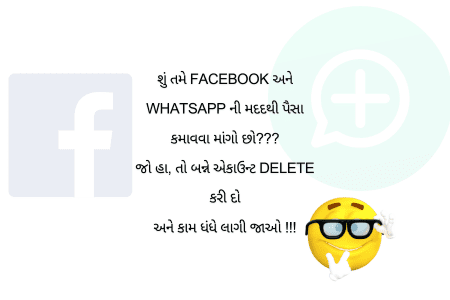 શું તમે FACEBOOK અને
WHATSAPP ની મદદથી પૈસા
કમાવવા માંગો છો???
જો હા, તો બન્ને એકાઉન્ટ DELETE
કરી દો
અને કામ ધંધે લાગી જાઓ !!!